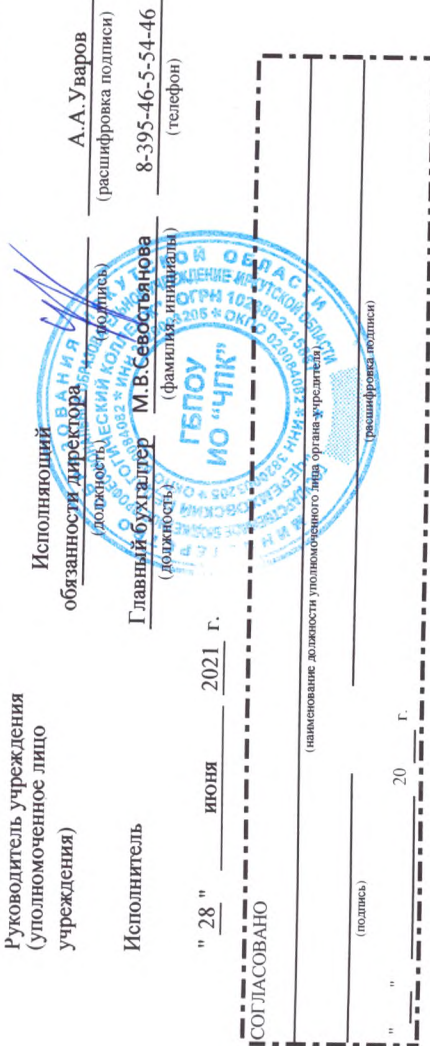 Руководитель учреждения
(уполномоченное лицо
учреждения)
Исполняющий
обязанности директора
А.А.Уваров
(должность)
(подпись)
(расшифровка подписи)
Исполнитель
Главный бухгалтер
М.В.Севостьянова
8-395-46-5-54-46
(должность)
(фамилия, инициалы)
(телефон)
" 28 " июня 2021 г.
ГБПОУ
ИО "ЧПК"
СОГЛАСОВАНО
(наименование должности уполномоченного лица органа-учредителя)
(подпись)
(расшифровка подписи)
" " 20 г.